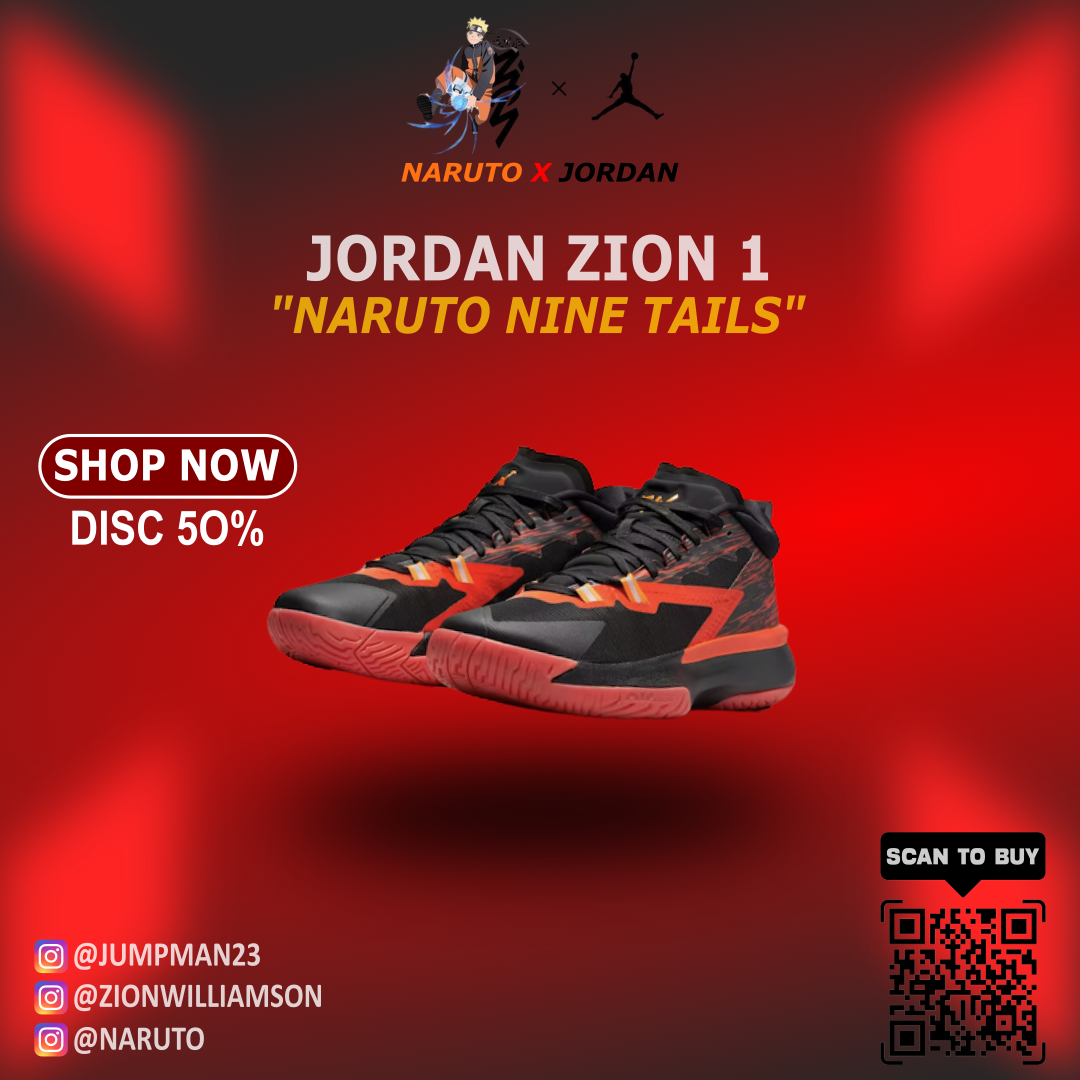 NARUTO X JORDAN
JORDAN ZION 1
"NARUTO NINE TAILS"
SHOP NOW
DISC 5O%
SCAN TO BUY
@JUMPMAN23
@ZIONWILLIAMSON
@NARUTO